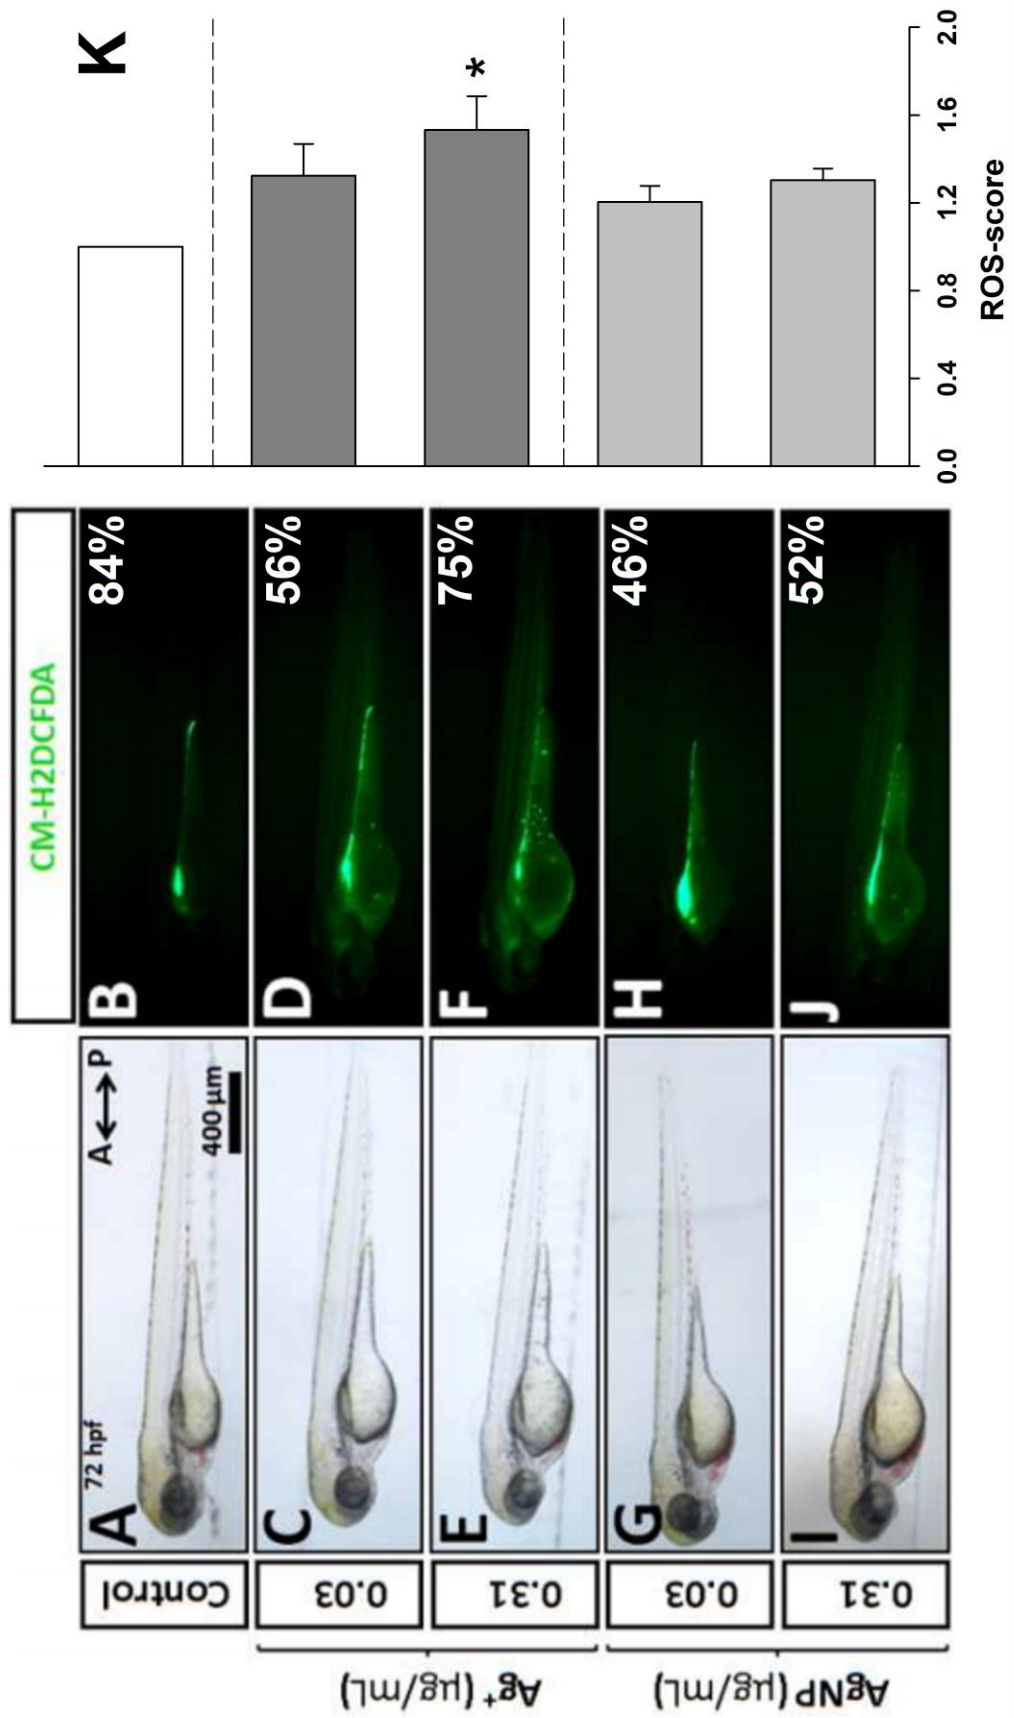 CM-H2DCFDA
Control
A
72 hpf
A P
400 µm
B
84%
K
Ag⁺ (µg/mL)
0.03
C
D
56%
0.31
E
F
75%
*
AgNP (µg/mL)
0.03
G
H
46%
0.31
I
J
52%
0.0 0.4 0.8 1.2 1.6 2.0
ROS-score